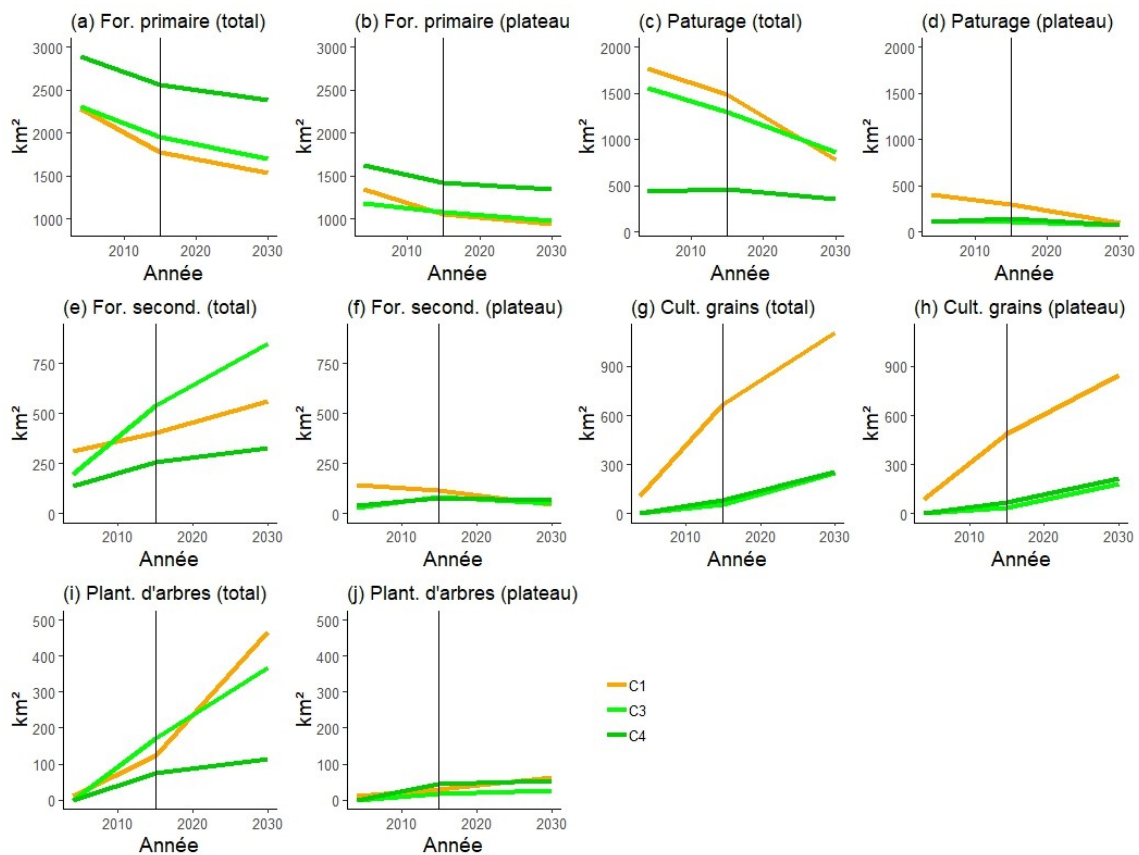 (a) For. primaire (total)
(b) For. primaire (plateau
(c) Paturage (total)
(d) Paturage (plateau)
3000
2500
2000
1500
1000
km²
2010
2020
2030
Année
3000
2500
2000
1500
1000
km²
2010
2020
2030
Année
2000
1500
1000
500
0
km²
2010
2020
2030
Année
2000
1500
1000
500
0
km²
2010
2020
2030
Année
(e) For. second. (total)
(f) For. second. (plateau)
(g) Cult. grains (total)
(h) Cult. grains (plateau)
750
500
250
0
km²
2010
2020
2030
Année
750
500
250
0
km²
2010
2020
2030
Année
900
600
300
0
km²
2010
2020
2030
Année
900
600
300
0
km²
2010
2020
2030
Année
(i) Plant. d'arbres (total)
(j) Plant. d'arbres (plateau)
500
400
300
200
100
0
km²
2010
2020
2030
Année
500
400
300
200
100
0
km²
2010
2020
2030
Année
C1
C3
C4